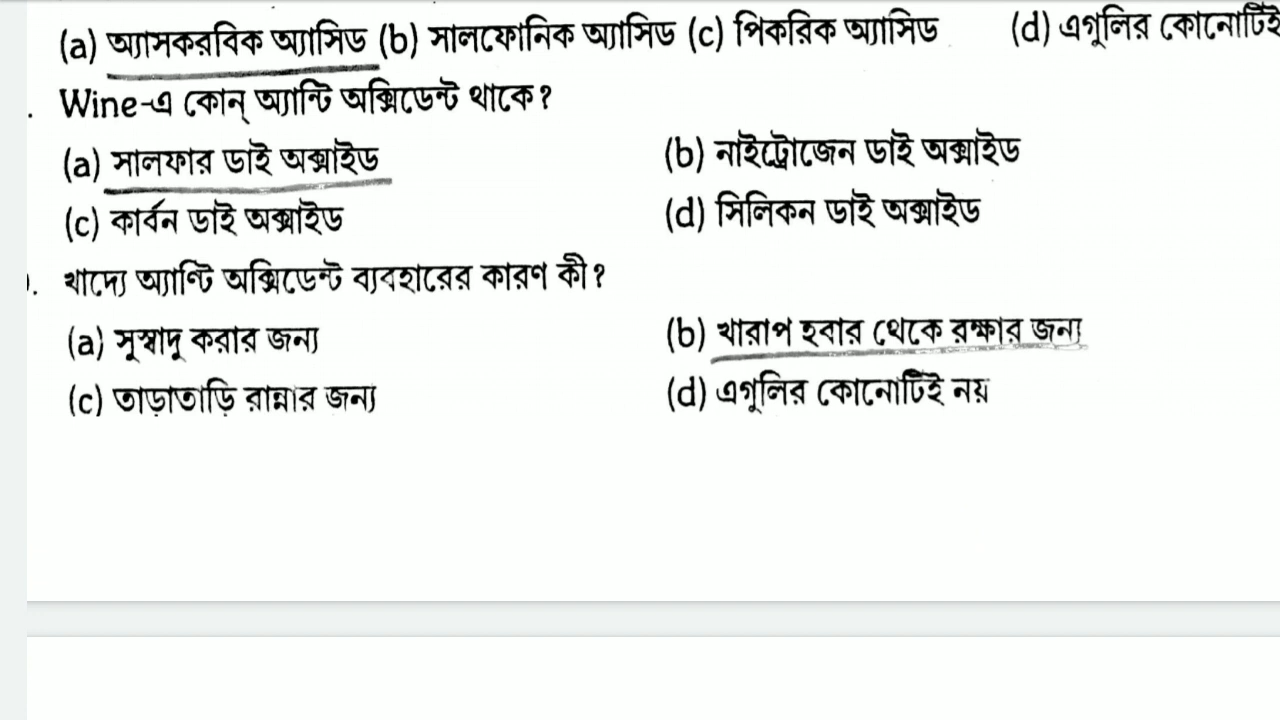 (a) অ্যাসকরবিক অ্যাসিড (b) সালফোনিক অ্যাসিড (c) পিকরিক অ্যাসিড (d) এগুলির কোনোটিই
. Wine-এ কোন্ অ্যান্টি অক্সিডেন্ট থাকে?
(a) সালফার ডাই অক্সাইড (b) নাইট্রোজেন ডাই অক্সাইড
(c) কার্বন ডাই অক্সাইড (d) সিলিকন ডাই অক্সাইড
. খাদ্যে অ্যাণ্টি অক্সিডেন্ট ব্যবহারের কারণ কী?
(a) সুস্বাদু করার জন্য (b) খারাপ হবার থেকে রক্ষার জন্য
(c) তাড়াতাড়ি রান্নার জন্য (d) এগুলির কোনোটিই নয়